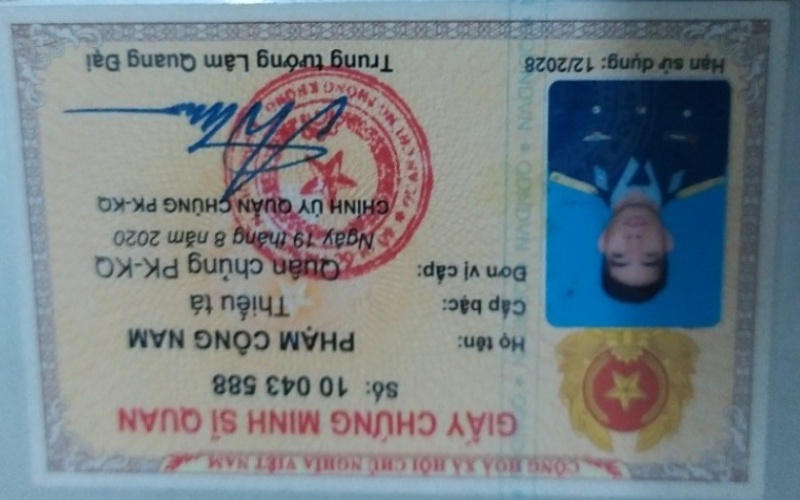 CỘNG HOÀ XÃ HỘI CHỦ NGHĨA VIỆT NAM
GIẤY CHỨNG MINH SĨ QUAN
Số: 10 043 588
Họ tên: PHẠM CÔNG NAM
Cấp bậc: Thiếu tá
Đơn vị cấp: Quân chủng PK-KQ
Ngày 19 tháng 8 năm 2020
CHÍNH ỦY QUÂN CHỦNG PK-KQ
Trung tướng Lâm Quang Đại
Hạn sử dụng: 12/2028